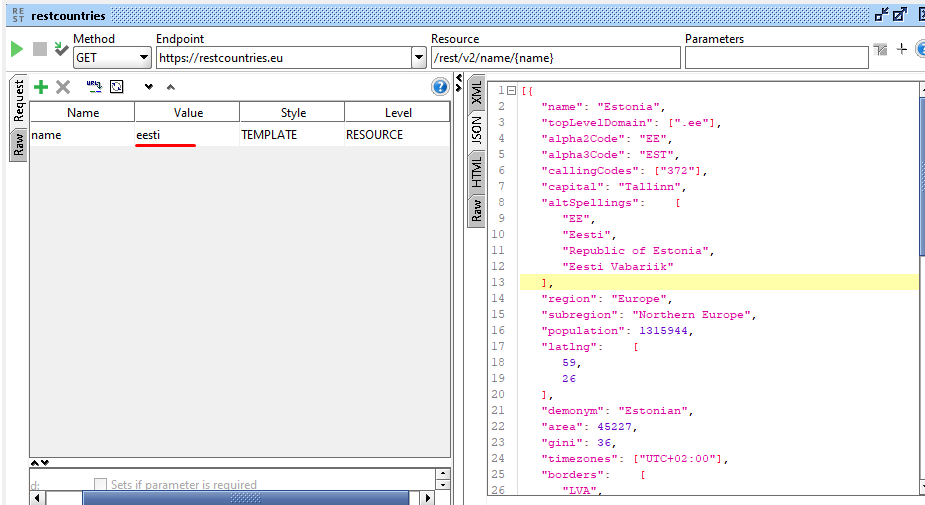 RE
ST restcountries
Method Endpoint Resource Parameters
GET https://restcountries.eu /rest/v2/name/{name}
Request
Raw
Name Value Style Level
name eesti TEMPLATE RESOURCE
d: Sets if parameter is required
XML
JSON
HTML
Raw
1 [{
2 "name": "Estonia",
3 "topLevelDomain": [".ee"],
4 "alpha2Code": "EE",
5 "alpha3Code": "EST",
6 "callingCodes": ["372"],
7 "capital": "Tallinn",
8 "altSpellings": [
9 "EE",
10 "Eesti",
11 "Republic of Estonia",
12 "Eesti Vabariik"
13 ],
14 "region": "Europe",
15 "subregion": "Northern Europe",
16 "population": 1315944,
17 "latlng": [
18 59,
19 26
20 ],
21 "demonym": "Estonian",
22 "area": 45227,
23 "gini": 36,
24 "timezones": ["UTC+02:00"],
25 "borders": [
26 "LVA",